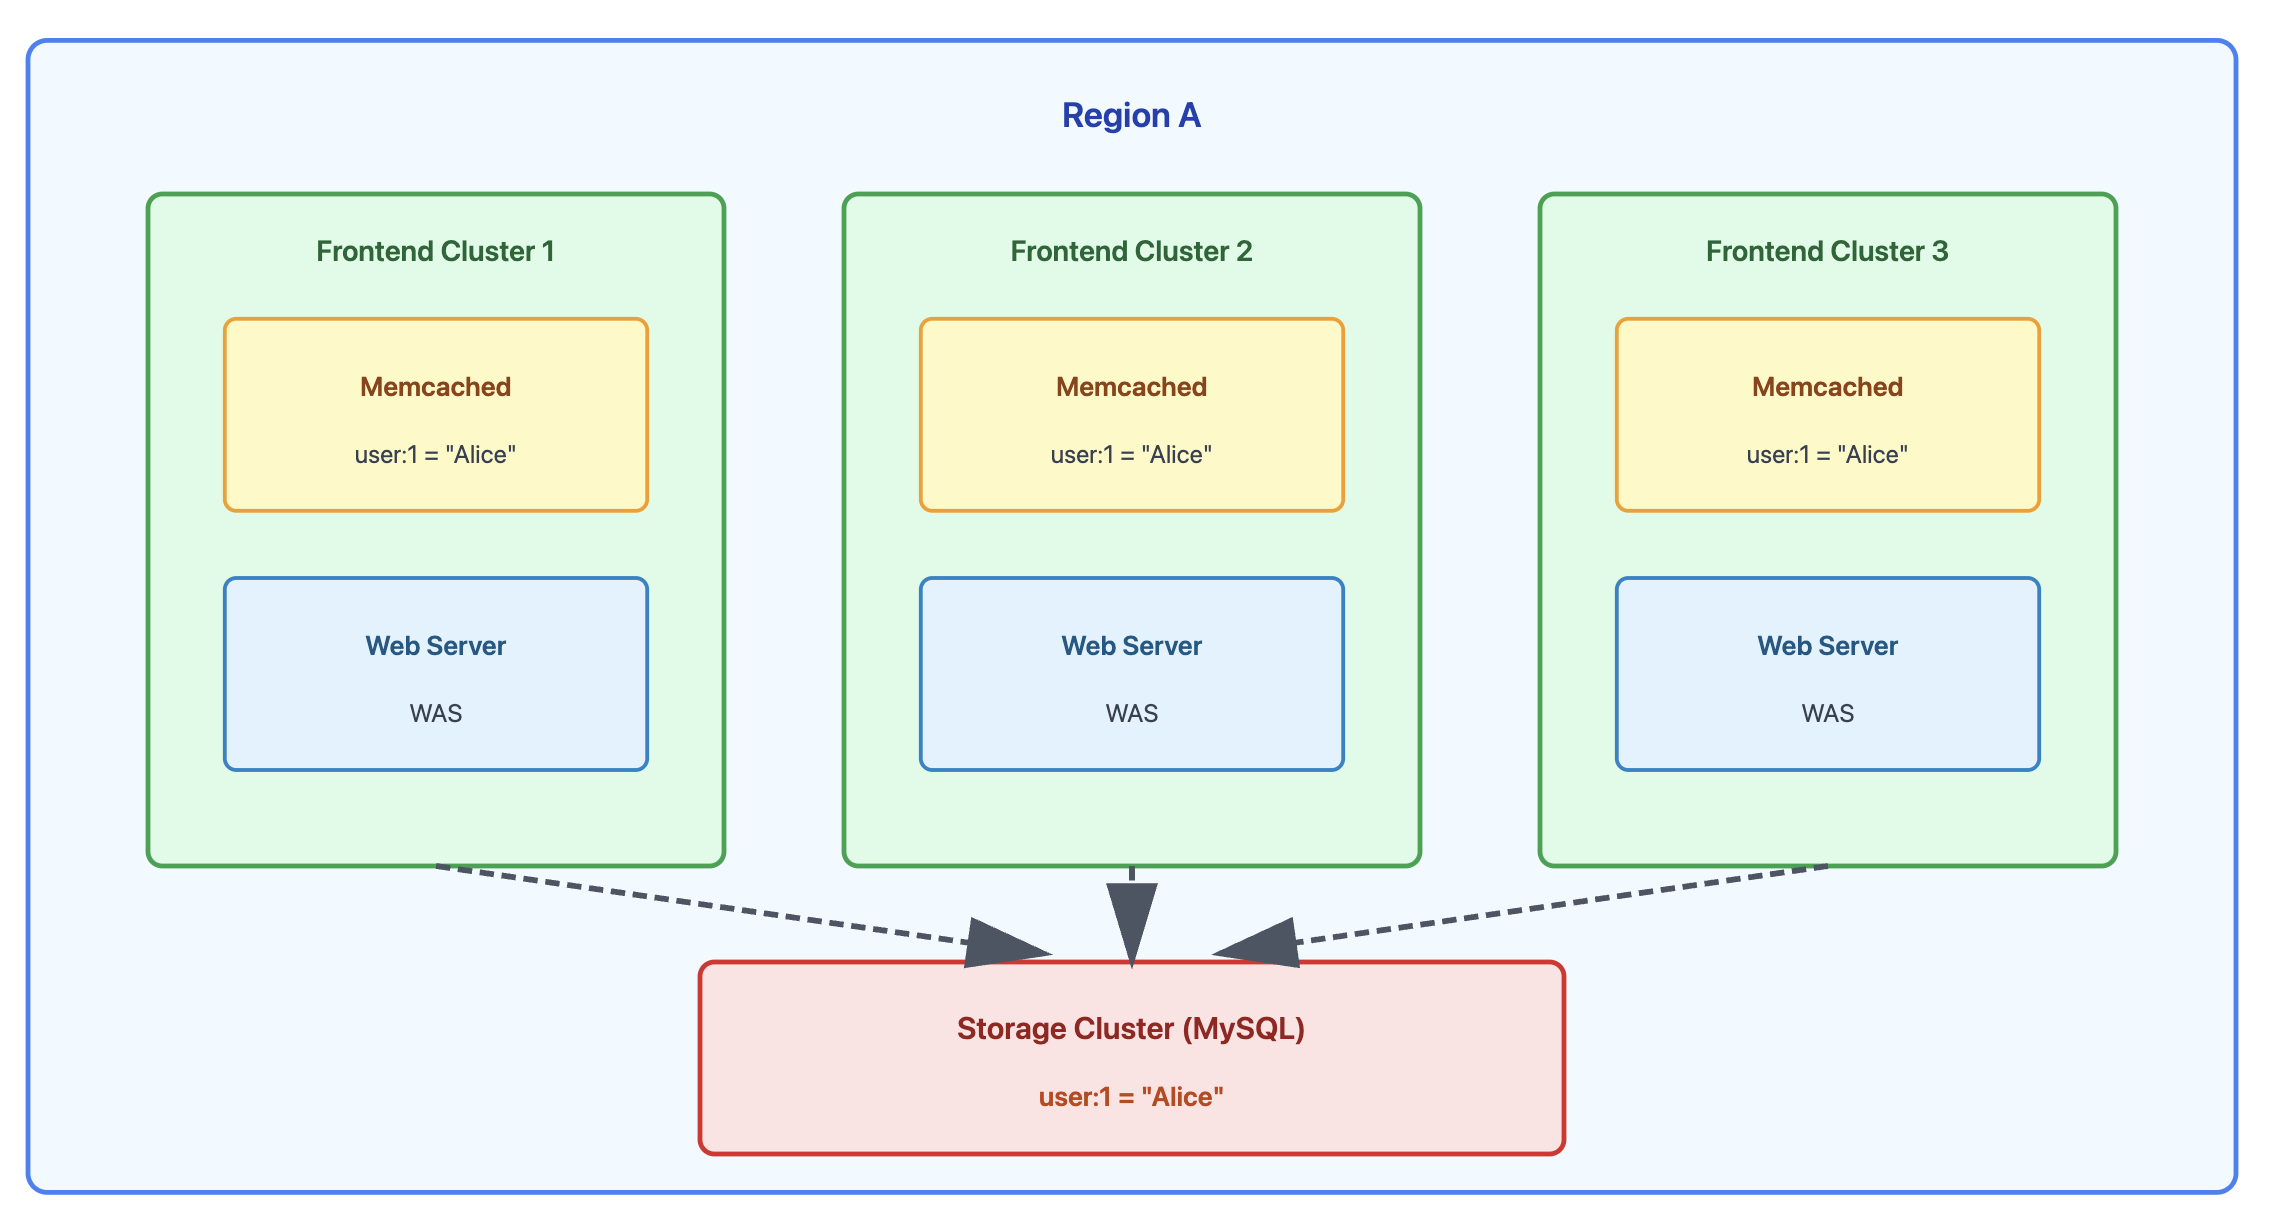 Region A
Frontend Cluster 1
Memcached
user:1 = "Alice"
Web Server
WAS
Frontend Cluster 2
Memcached
user:1 = "Alice"
Web Server
WAS
Frontend Cluster 3
Memcached
user:1 = "Alice"
Web Server
WAS
Storage Cluster (MySQL)
user:1 = "Alice"